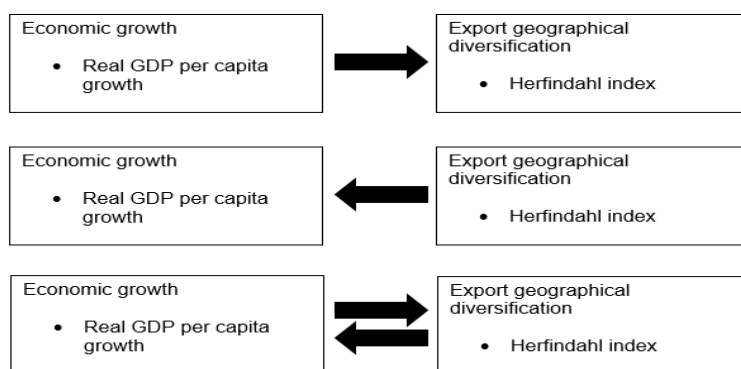 Economic growth
• Real GDP per capita
growth
Export geographical
diversification
• Herfindahl index
Economic growth
• Real GDP per capita
growth
Export geographical
diversification
• Herfindahl index
Economic growth
• Real GDP per capita
growth
Export geographical
diversification
• Herfindahl index